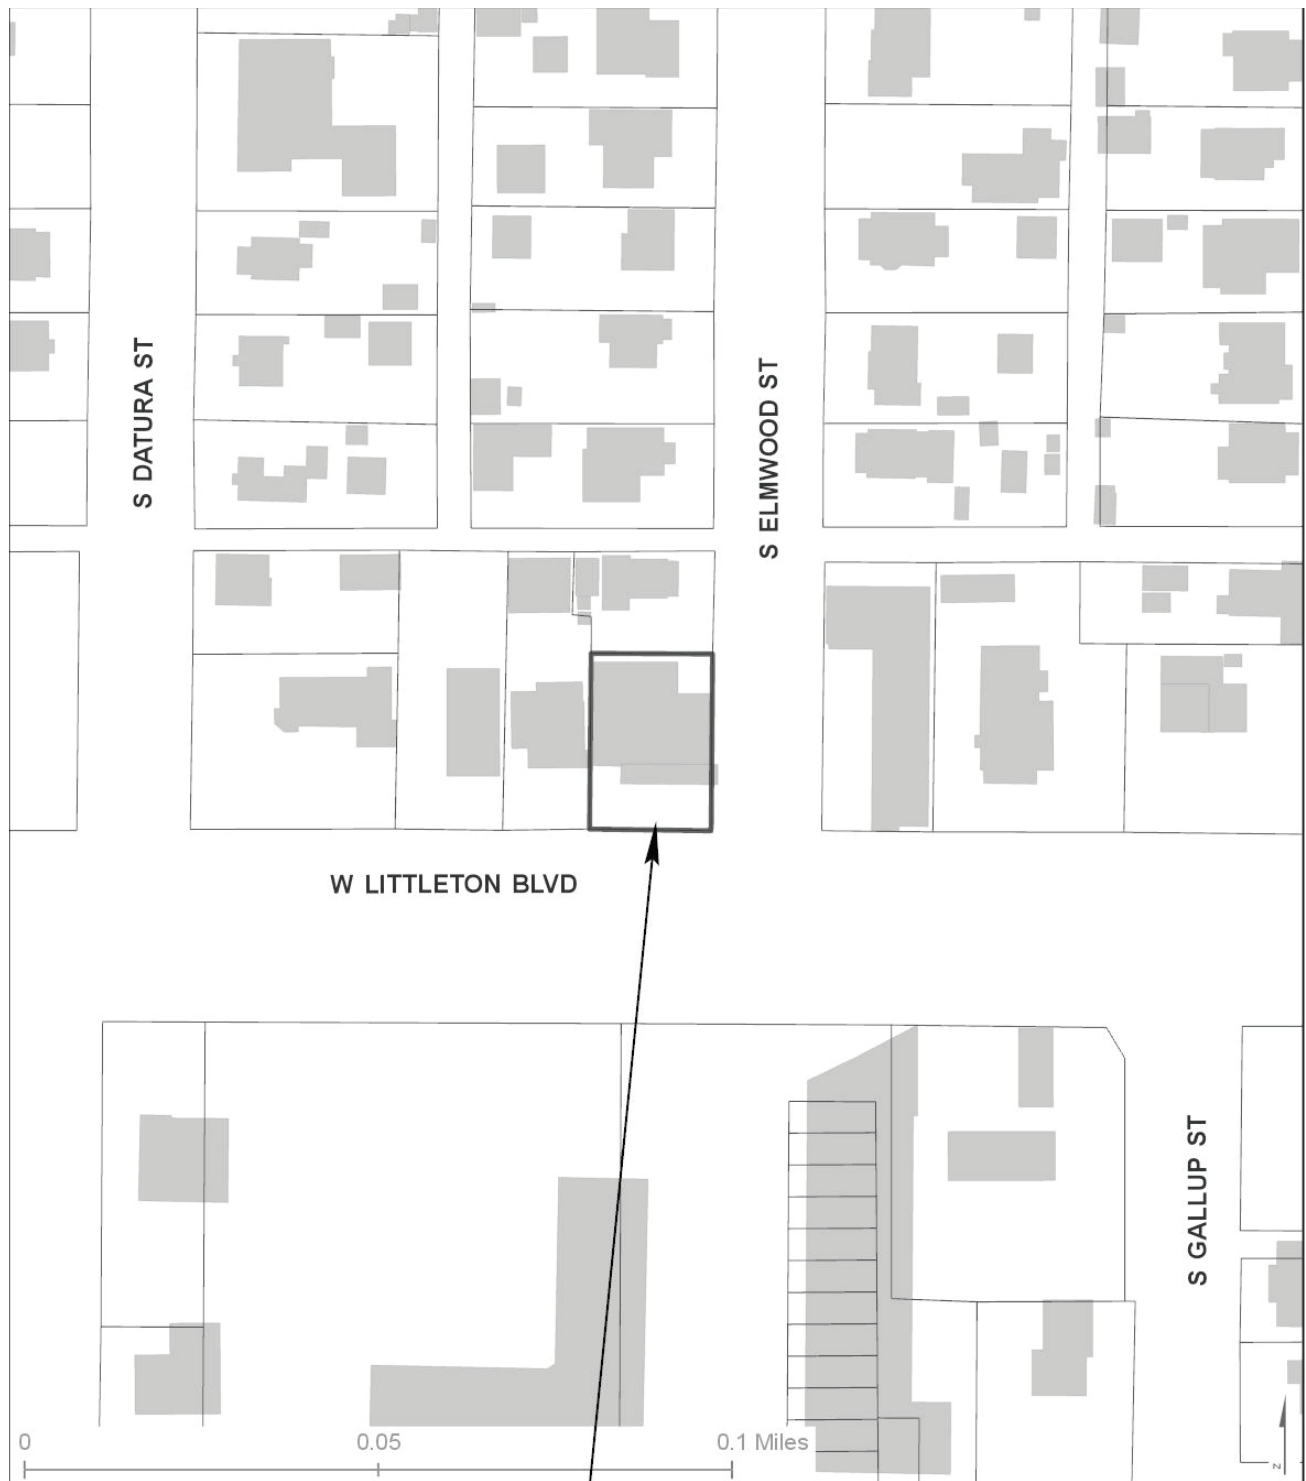 S DATURA ST
S ELMWOOD ST
W LITTLETON BLVD
S GALLUP ST
0
0.05
0.1 Miles
N